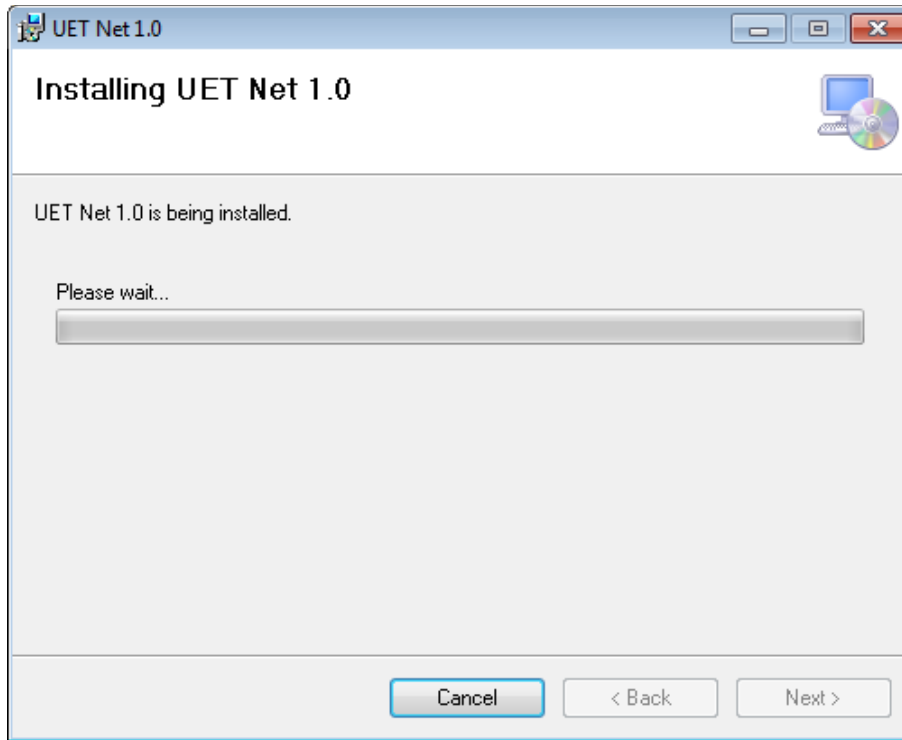 UET Net 1.0
Installing UET Net 1.0
UET Net 1.0 is being installed.
Please wait...
Cancel
< Back
Next >